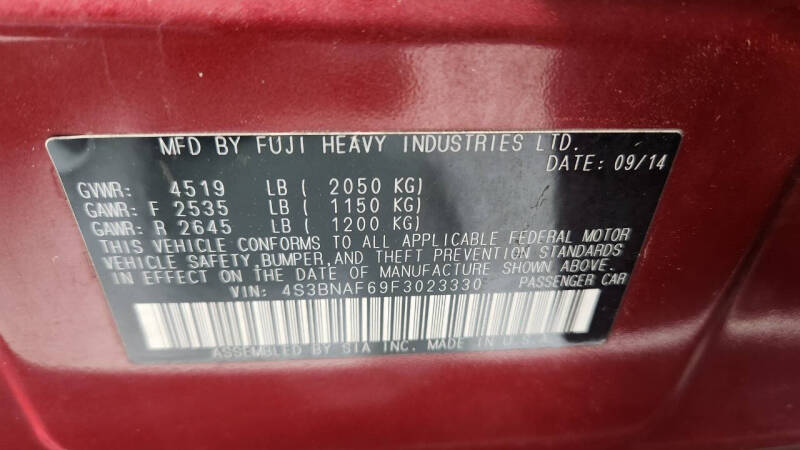 MFD BY FUJI HEAVY INDUSTRIES LTD.
DATE: 09/14
GVWR: 4519 LB ( 2050 KG)
GAWR: F 2535 LB ( 1150 KG)
GAWR: R 2645 LB ( 1200 KG)
THIS VEHICLE CONFORMS TO ALL APPLICABLE FEDERAL MOTOR
VEHICLE SAFETY, BUMPER, AND THEFT PREVENTION STANDARDS
IN EFFECT ON THE DATE OF MANUFACTURE SHOWN ABOVE.
VIN: 4S3BNAF69F3023330 PASSENGER CAR
ASSEMBLED BY SIA INC. MADE IN U.S.A.